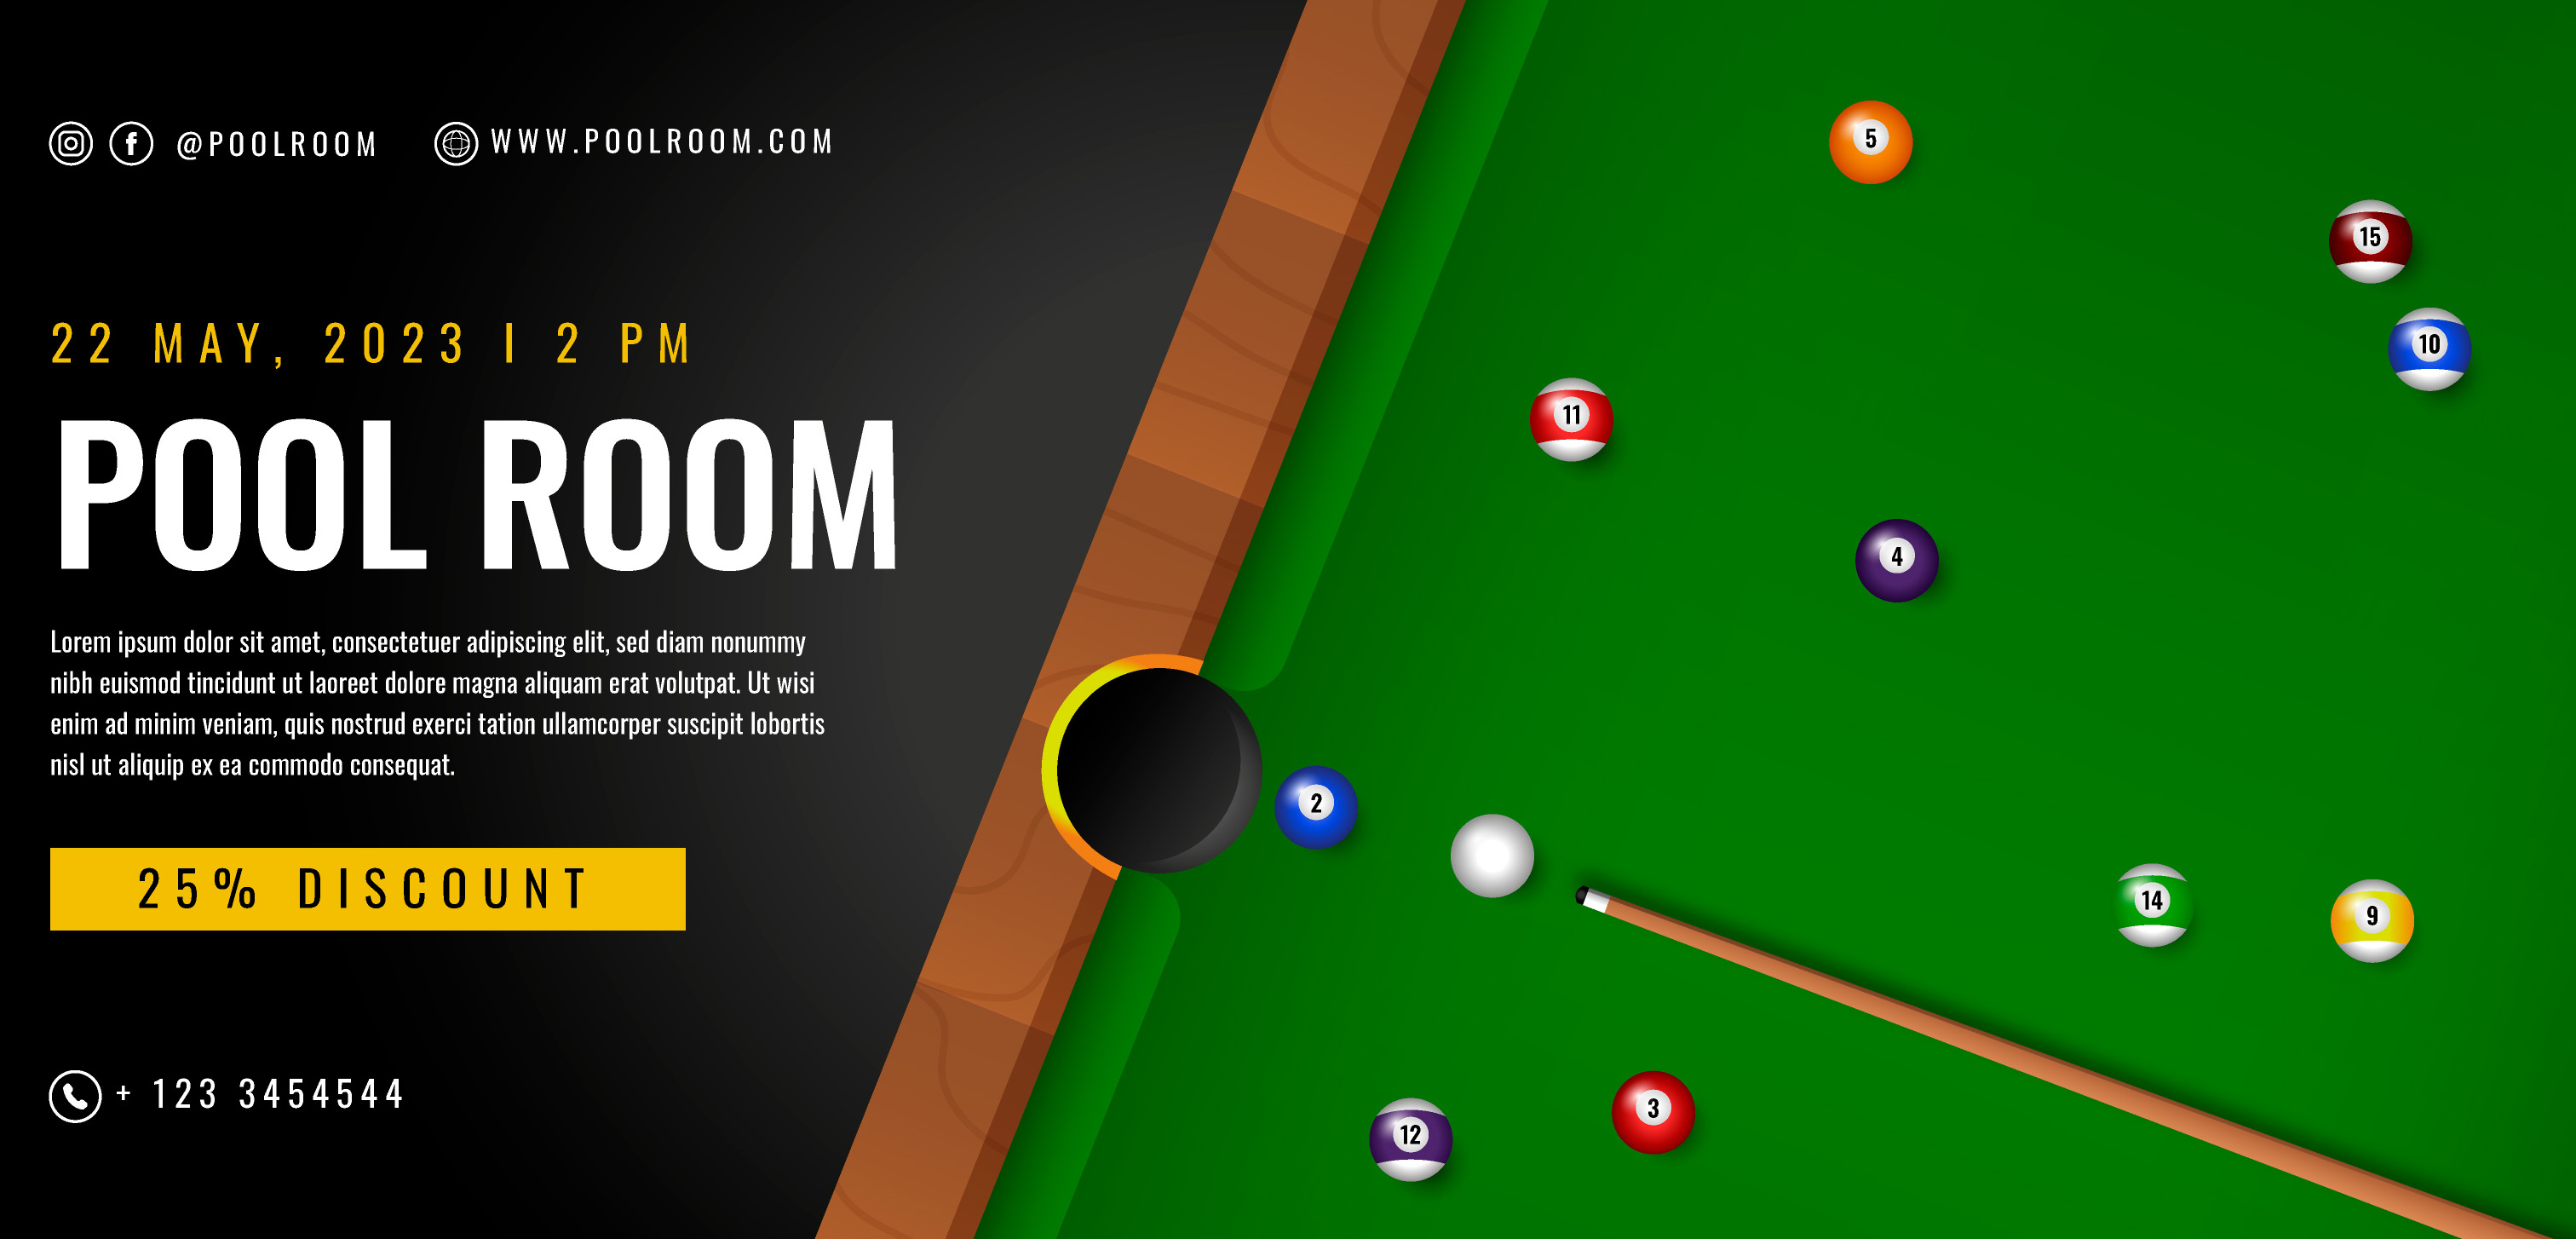 @POOLROOM WWW.POOLROOM.COM
22 MAY, 2023 I 2 PM
POOL ROOM
Lorem ipsum dolor sit amet, consectetuer adipiscing elit, sed diam nonummy
nibh euismod tincidunt ut laoreet dolore magna aliquam erat volutpat. Ut wisi
enim ad minim veniam, quis nostrud exerci tation ullamcorper suscipit lobortis
nisl ut aliquip ex ea commodo consequat.
25% DISCOUNT
+ 123 3454544
5
15
10
11
4
2
14
9
3
12